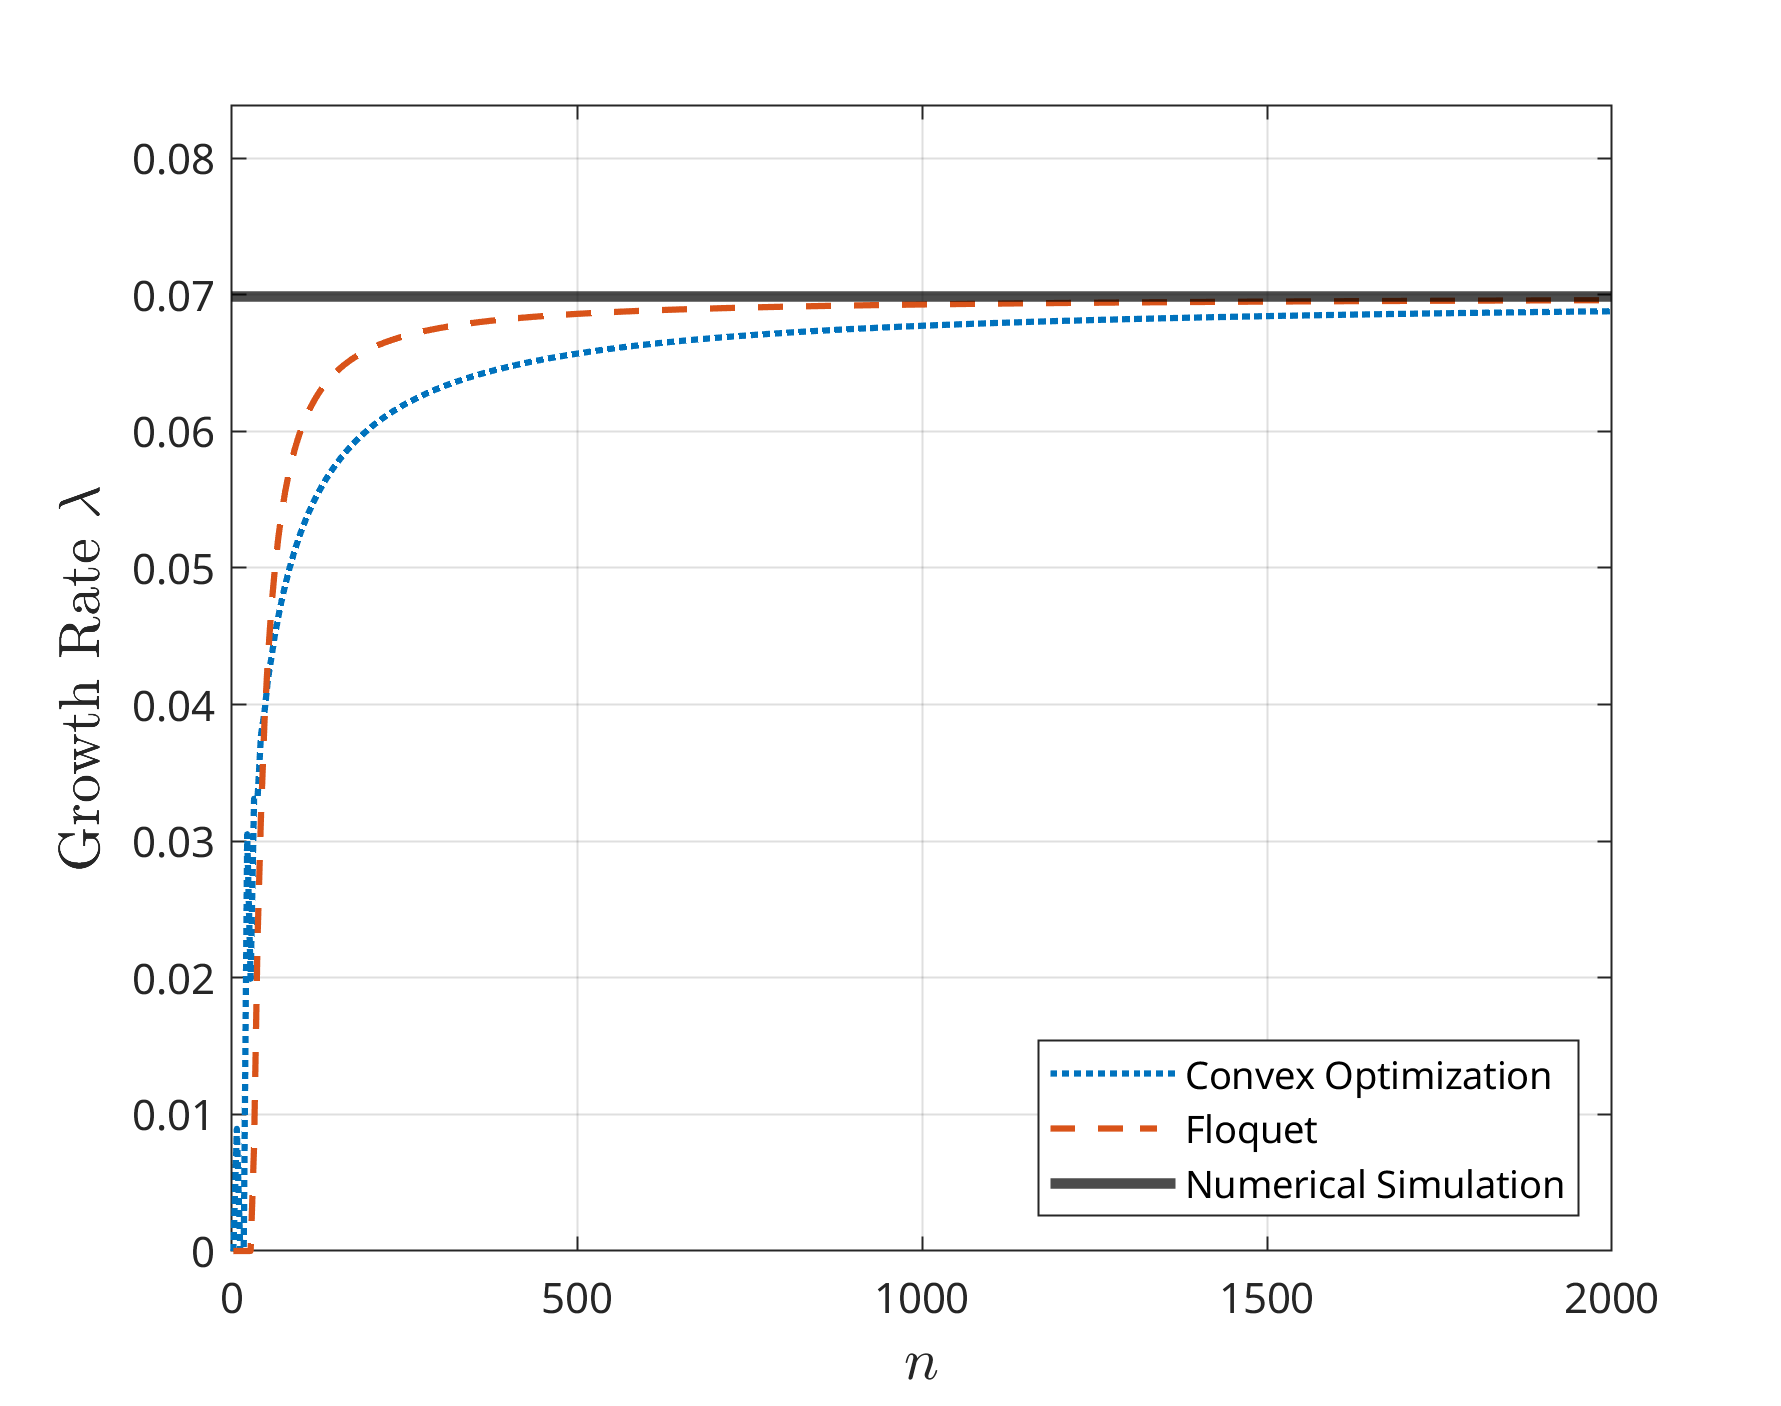 0.08
0.07
0.06
0.05
0.04
0.03
0.02
0.01
0
Growth Rate λ
0 500 1000 1500 2000
n
Convex Optimization
Floquet
Numerical Simulation